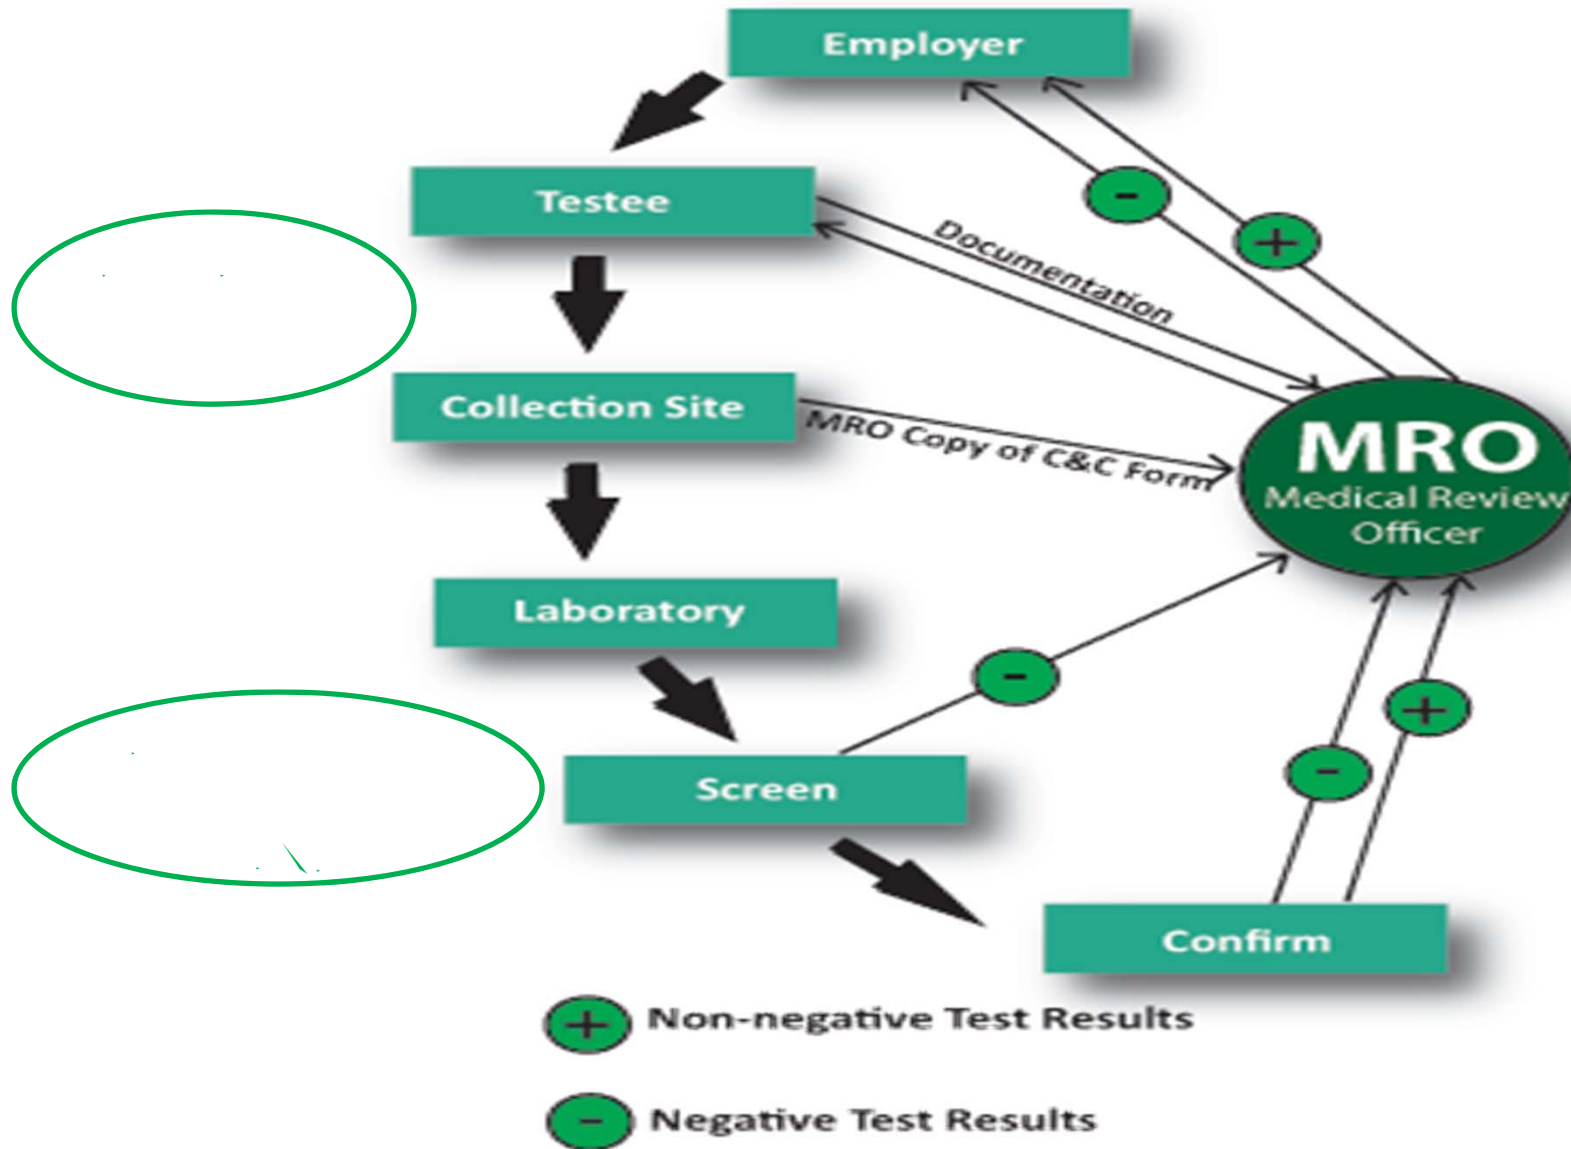 Employer
-
+
Testee
Documentation
Collection Site
MRO Copy of C&C Form
MRO
Medical Review
Officer
Laboratory
-
+
-
Screen
Confirm
+ Non-negative Test Results
- Negative Test Results